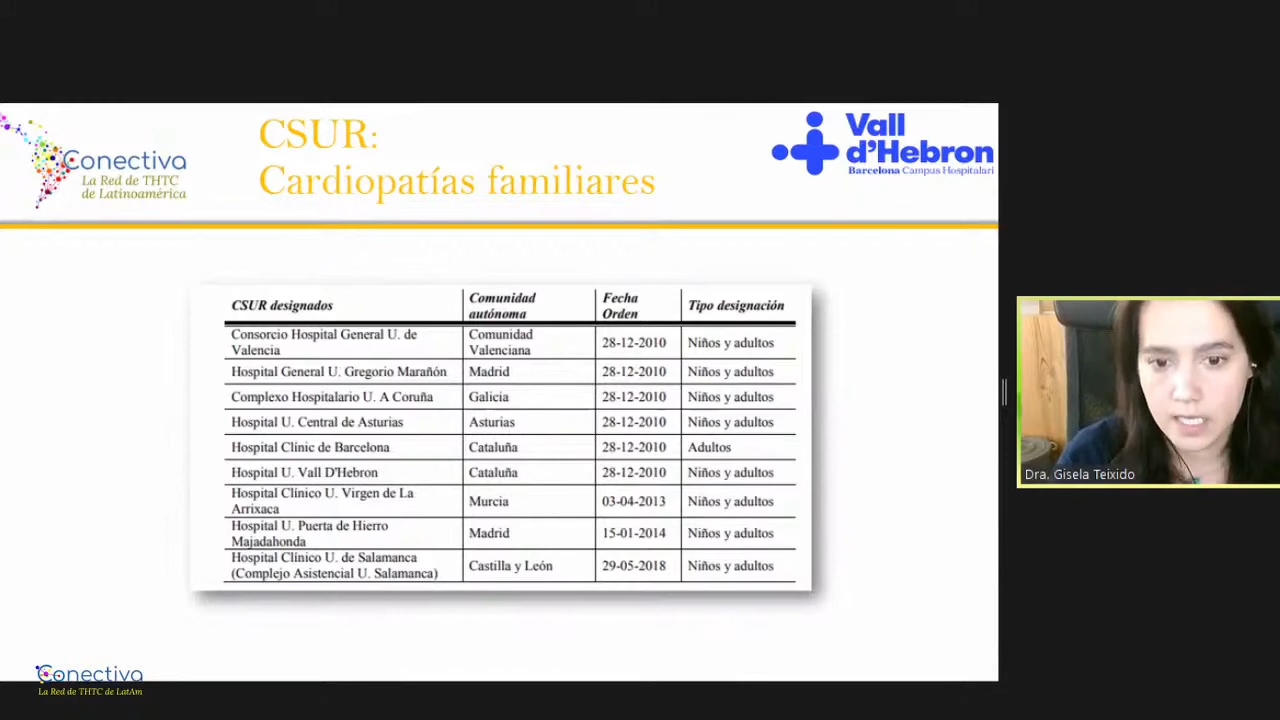 Conectiva
La Red de THTC
de Latinoamérica
CSUR:
Cardiopatías familiares
Vall
d'Hebron
Barcelona Campus Hospitalari
CSUR designados
Comunidad
autónoma
Fecha
Orden
Tipo designación
Consorcio Hospital General U. de
Valencia
Comunidad
Valenciana
28-12-2010
Niños y adultos
Hospital General U. Gregorio Marañón
Madrid
28-12-2010
Niños y adultos
Complexo Hospitalario U. A Coruña
Galicia
28-12-2010
Niños y adultos
Hospital U. Central de Asturias
Asturias
28-12-2010
Niños y adultos
Hospital Clínic de Barcelona
Cataluña
28-12-2010
Adultos
Hospital U. Vall D'Hebron
Cataluña
28-12-2010
Niños y adultos
Hospital Clínico U. Virgen de La
Arrixaca
Murcia
03-04-2013
Niños y adultos
Hospital U. Puerta de Hierro
Majadahonda
Madrid
15-01-2014
Niños y adultos
Hospital Clínico U. de Salamanca
(Complejo Asistencial U. Salamanca)
Castilla y León
29-05-2018
Niños y adultos
Dra. Gisela Teixido
Conectiva
La Red de THTC de LatAm